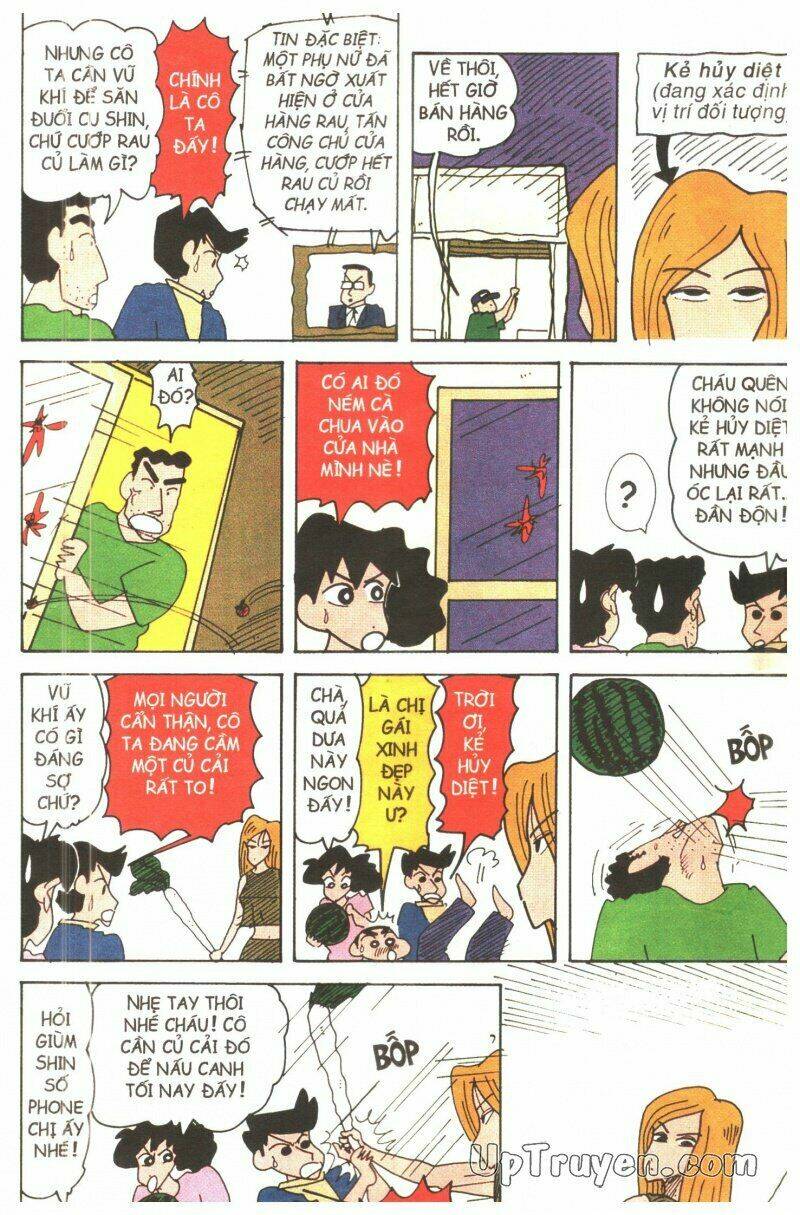 Kẻ hủy diệt
(đang xác định
vị trí đối tượng)
VỀ THÔI,
HẾT GIỜ
BÁN HÀNG
RỒI.
TIN ĐẶC BIỆT:
MỘT PHỤ NỮ ĐÃ
BẤT NGỜ XUẤT
HIỆN Ở CỬA
HÀNG RAU, TẤN
CÔNG CHỦ CỬA
HÀNG, CƯỚP HẾT
RAU CỦ RỒI
CHẠY MẤT.
CHÍNH
LÀ CÔ
TA
ĐẤY!
NHƯNG CÔ
TA CẦN VŨ
KHÍ ĐỂ SĂN
ĐUỔI CU SHIN,
CHỨ CƯỚP RAU
CỦ LÀM GÌ?
CHÁU QUÊN
KHÔNG NÓI
KẺ HỦY DIỆT
RẤT MẠNH
NHƯNG ĐẦU
ÓC LẠI RẤT...
ĐẦN ĐỘN!
?
CÓ AI ĐÓ
NÉM CÀ
CHUA VÀO
CỬA NHÀ
MÌNH NÈ!
AI
ĐÓ?
BỐP
TRỜI
ƠI,
KẺ
HỦY
DIỆT!
LÀ CHỊ
GÁI
XINH
ĐẸP
NÀY
Ư?
CHÀ,
QUẢ
DƯA
NÀY
NGON
ĐẤY!
MỌI NGƯỜI
CẨN THẬN, CÔ
TA ĐANG CẦM
MỘT CỦ CẢI
RẤT TO!
VŨ
KHÍ ẤY
CÓ GÌ
ĐÁNG
SỢ
CHỨ?
BỐP
NHẸ TAY THÔI
NHÉ CHÁU! CÔ
CẦN CỦ CẢI ĐÓ
ĐỂ NẤU CANH
TỐI NAY ĐẤY!
HỎI
GIÙM
SHIN
SỐ
PHONE
CHỊ ẤY
NHÉ!
UpTruyen.com